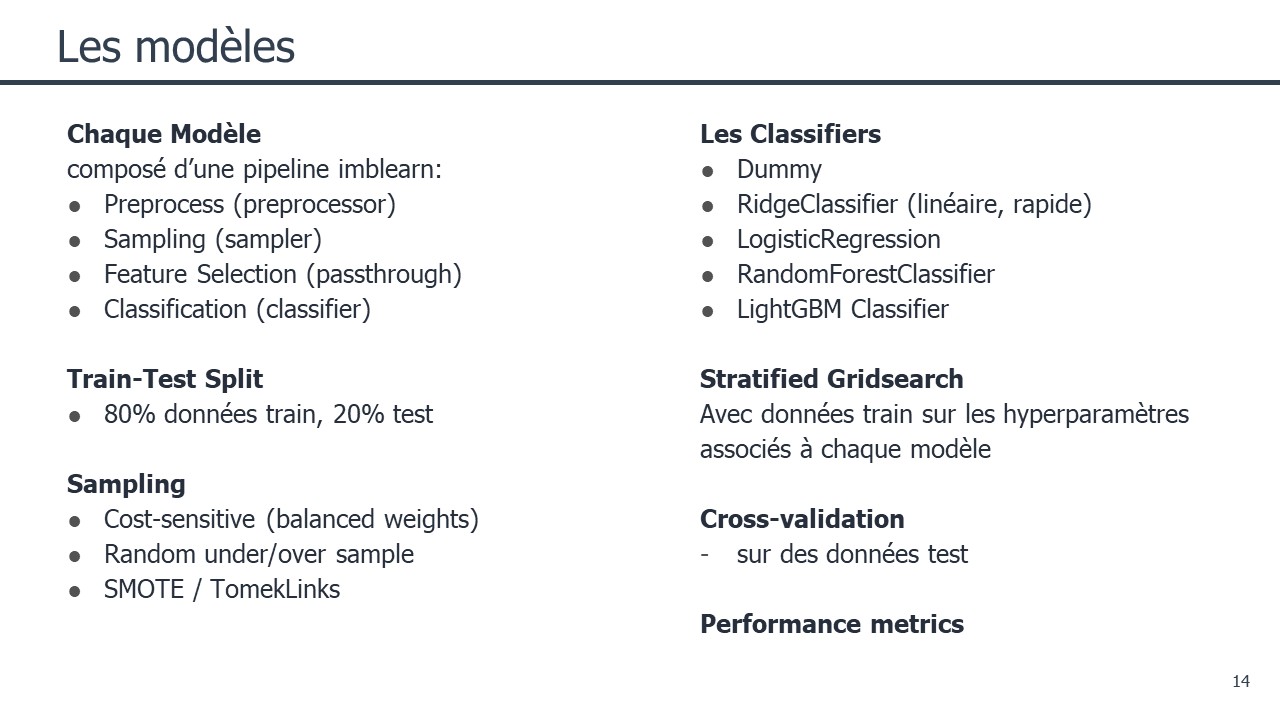 Les modèles
Chaque Modèle
composé d’une pipeline imblearn:
● Preprocess (preprocessor)
● Sampling (sampler)
● Feature Selection (passthrough)
● Classification (classifier)
Train-Test Split
● 80% données train, 20% test
Sampling
● Cost-sensitive (balanced weights)
● Random under/over sample
● SMOTE / TomekLinks
Les Classifiers
● Dummy
● RidgeClassifier (linéaire, rapide)
● LogisticRegression
● RandomForestClassifier
● LightGBM Classifier
Stratified Gridsearch
Avec données train sur les hyperparamètres
associés à chaque modèle
Cross-validation
- sur des données test
Performance metrics
14